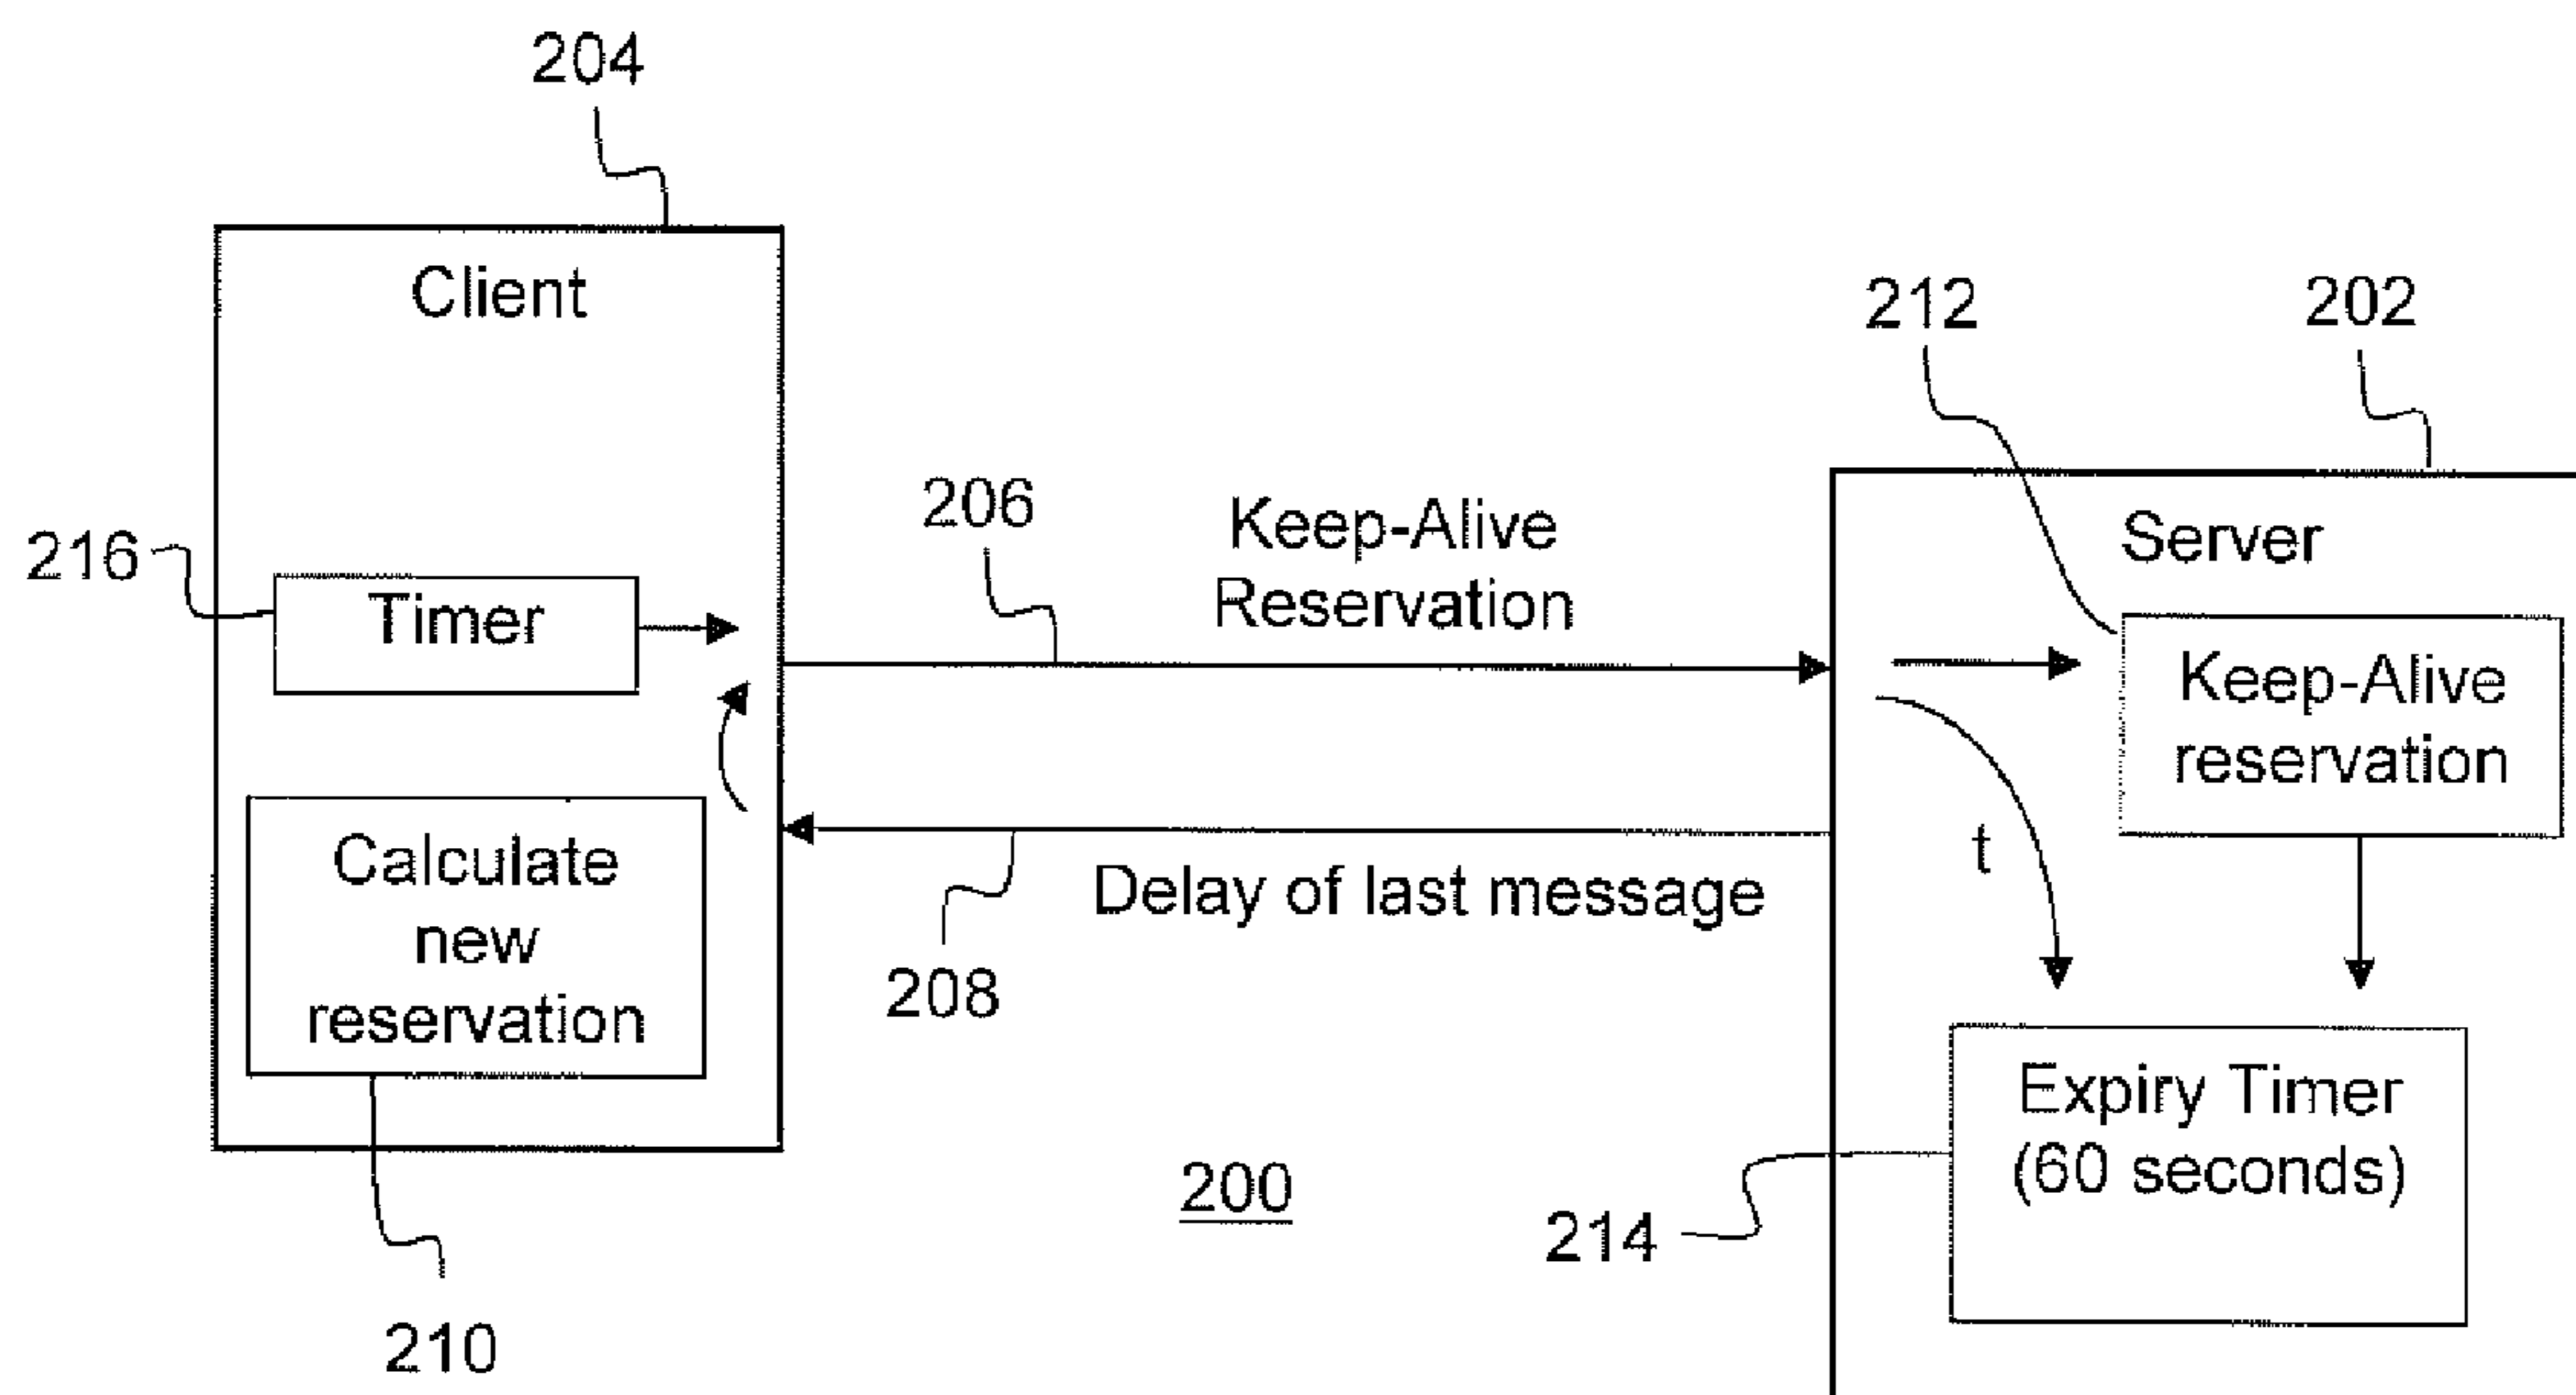 204
Client
212
202
206
Keep-Alive
Reservation
Server
216
Timer
Keep-Alive
reservation
t
Calculate
new
reservation
Delay of last message
208
Expiry Timer
(60 seconds)
200
214
210